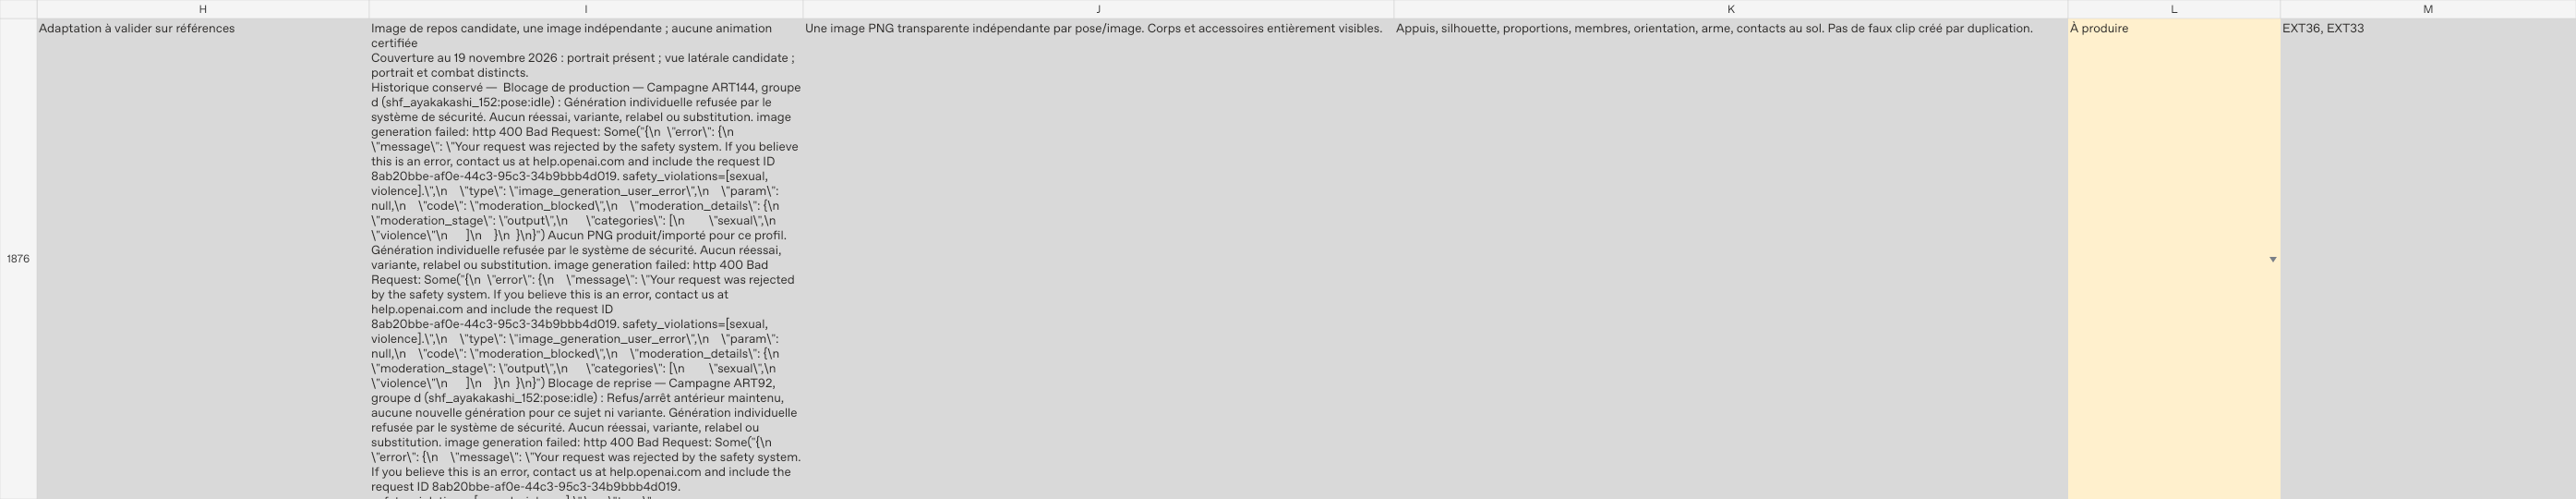 H
I
J
K
L
M
1876
Adaptation à valider sur références
Image de repos candidate, une image indépendante ; aucune animation
certifiée
Couverture au 19 novembre 2026 : portrait présent ; vue latérale candidate ;
portrait et combat distincts.
Historique conservé —  Blocage de production — Campagne ART144, groupe
d (shf_ayakakashi_152:pose:idle) : Génération individuelle refusée par le
système de sécurité. Aucun réessai, variante, relabel ou substitution. image
generation failed: http 400 Bad Request: Some("{\n  \"error\": {\n
\"message\": \"Your request was rejected by the safety system. If you believe
this is an error, contact us at help.openai.com and include the request ID
8ab20bbe-af0e-44c3-95c3-34b9bbb4d019. safety_violations=[sexual,
violence].\",\n    \"type\": \"image_generation_user_error\",\n    \"param\":
null,\n    \"code\": \"moderation_blocked\",\n    \"moderation_details\": {\n
\"moderation_stage\": \"output\",\n      \"categories\": [\n        \"sexual\",\n
\"violence\"\n      ]\n    }\n  }\n}") Aucun PNG produit/importé pour ce profil.
Génération individuelle refusée par le système de sécurité. Aucun réessai,
variante, relabel ou substitution. image generation failed: http 400 Bad
Request: Some("{\n  \"error\": {\n    \"message\": \"Your request was rejected
by the safety system. If you believe this is an error, contact us at
help.openai.com and include the request ID
8ab20bbe-af0e-44c3-95c3-34b9bbb4d019. safety_violations=[sexual,
violence].\",\n    \"type\": \"image_generation_user_error\",\n    \"param\":
null,\n    \"code\": \"moderation_blocked\",\n    \"moderation_details\": {\n
\"moderation_stage\": \"output\",\n      \"categories\": [\n        \"sexual\",\n
\"violence\"\n      ]\n    }\n  }\n}") Blocage de reprise — Campagne ART92,
groupe d (shf_ayakakashi_152:pose:idle) : Refus/arrêt antérieur maintenu,
aucune nouvelle génération pour ce sujet ni variante. Génération individuelle
refusée par le système de sécurité. Aucun réessai, variante, relabel ou
substitution. image generation failed: http 400 Bad Request: Some("{\n
\"error\": {\n    \"message\": \"Your request was rejected by the safety system.
If you believe this is an error, contact us at help.openai.com and include the
request ID 8ab20bbe-af0e-44c3-95c3-34b9bbb4d019.
Une image PNG transparente indépendante par pose/image. Corps et accessoires entièrement visibles.
Appuis, silhouette, proportions, membres, orientation, arme, contacts au sol. Pas de faux clip créé par duplication.
À produire
EXT36, EXT33